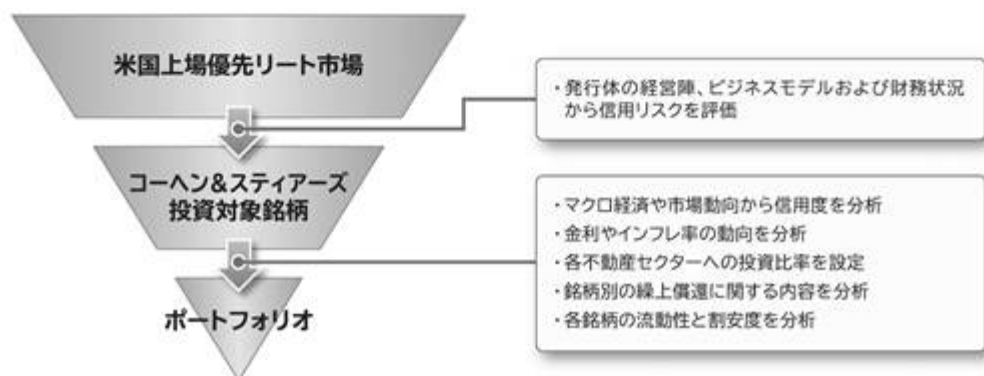 米国上場優先リート市場
・発行体の経営陣、ビジネスモデルおよび財務状況
から信用リスクを評価
コーヘン&スティアーズ
投資対象銘柄
・マクロ経済や市場動向から信用度を分析
・金利やインフレ率の動向を分析
・各不動産セクターへの投資比率を設定
・銘柄別の繰上償還に関する内容を分析
・各銘柄の流動性と割安度を分析
ポートフォリオ